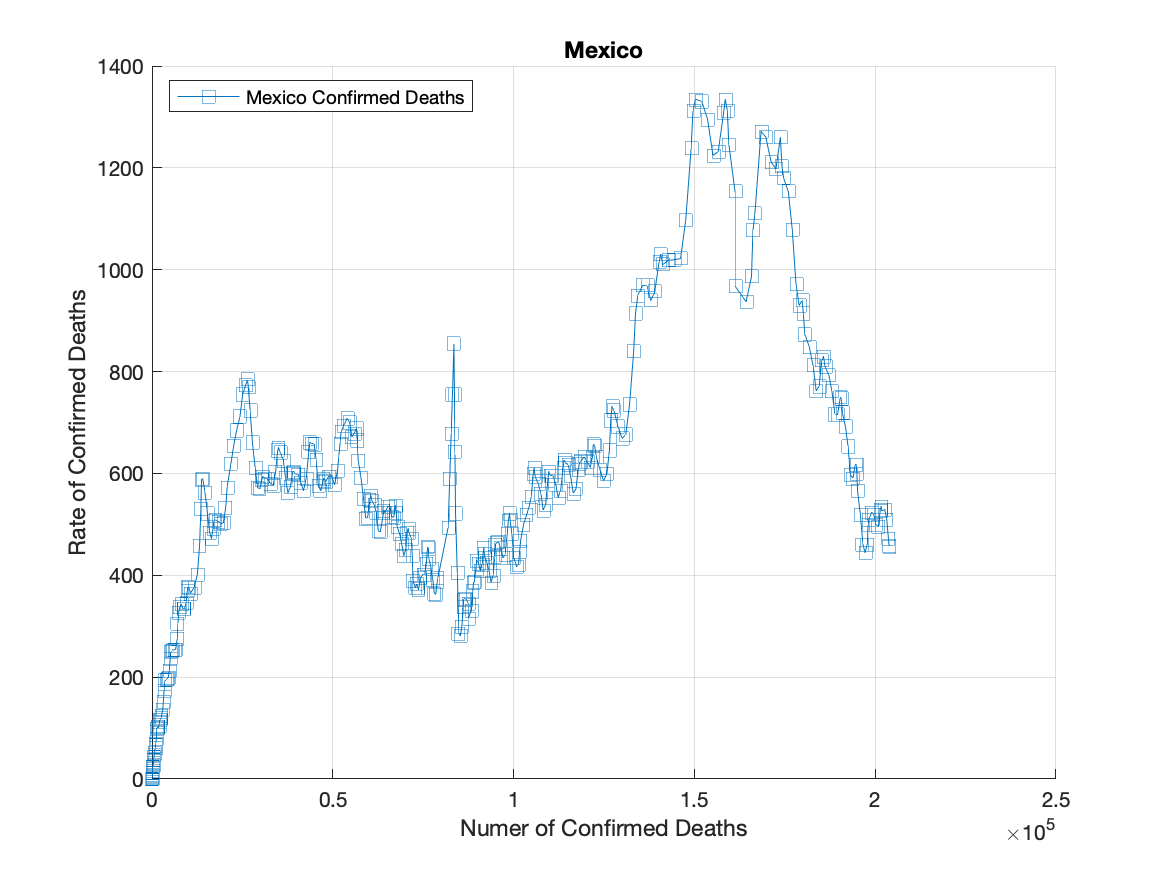 Mexico
Mexico Confirmed Deaths
Rate of Confirmed Deaths
1400
1200
1000
800
600
400
200
0
0 0.5 1 1.5 2 2.5
Numer of Confirmed Deaths
×10^5